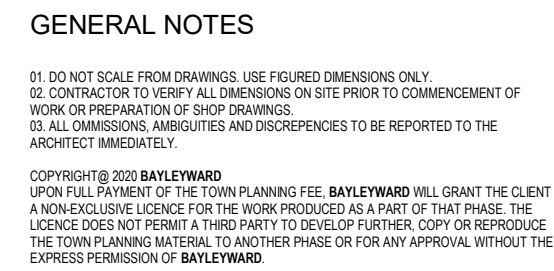 GENERAL NOTES
01. DO NOT SCALE FROM DRAWINGS. USE FIGURED DIMENSIONS ONLY.
02. CONTRACTOR TO VERIFY ALL DIMENSIONS ON SITE PRIOR TO COMMENCEMENT OF
WORK OR PREPARATION OF SHOP DRAWINGS.
03. ALL OMMISSIONS, AMBIGUITIES AND DISCREPENCIES TO BE REPORTED TO THE
ARCHITECT IMMEDIATELY.
COPYRIGHT@ 2020 BAYLEYWARD
UPON FULL PAYMENT OF THE TOWN PLANNING FEE, BAYLEYWARD WILL GRANT THE CLIENT
A NON-EXCLUSIVE LICENCE FOR THE WORK PRODUCED AS A PART OF THAT PHASE. THE
LICENCE DOES NOT PERMIT A THIRD PARTY TO DEVELOP FURTHER, COPY OR REPRODUCE
THE TOWN PLANNING MATERIAL TO ANOTHER PHASE OR FOR ANY APPROVAL WITHOUT THE
EXPRESS PERMISSION OF BAYLEYWARD.